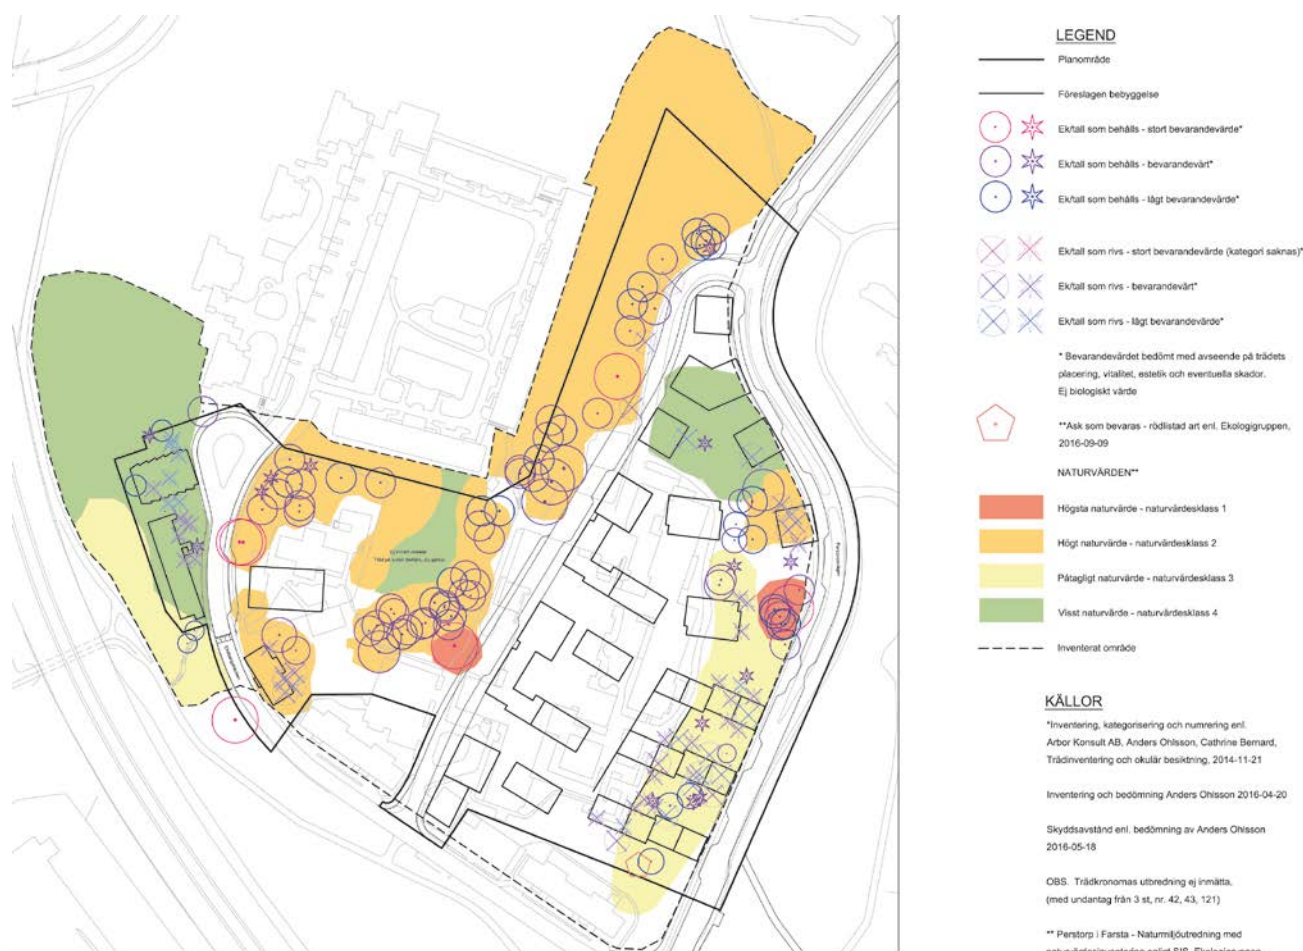 LEGEND
Planområde
Föreslagen bebyggelse
Ek/tall som behålls - stort bevarandevärde*
Ek/tall som behålls - bevarandevärt*
Ek/tall som behålls - lågt bevarandevärde*
Ek/tall som rivs - stort bevarandevärde (kategori saknas)*
Ek/tall som rivs - bevarandevärt*
Ek/tall som rivs - lågt bevarandevärde*
* Bevarandevärdet bedömt med avseende på trädets
placering, vitalitet, estetik och eventuella skador.
Ej biologiskt värde
**Ask som bevaras - rödlistad art enl. Ekologigruppen,
2016-09-09
NATURVÄRDEN**
Högsta naturvärde - naturvärdesklass 1
Högt naturvärde - naturvärdesklass 2
Påtagligt naturvärde - naturvärdesklass 3
Visst naturvärde - naturvärdesklass 4
Inventerat område
KÄLLOR
*Inventering, kategorisering och numrering enl.
Arbor Konsult AB, Anders Ohlsson, Cathrine Bernard,
Trädinventering och okulär besiktning, 2014-11-21
Inventering och bedömning Anders Ohlsson 2016-04-20
Skyddsavstånd enl. bedömning av Anders Ohlsson
2016-05-18
OBS. Trädkronornas utbredning ej inmätta,
(med undantag från 3 st, nr. 42, 43, 121)
** Perstorp i Farsta - Naturmiljöutredning med